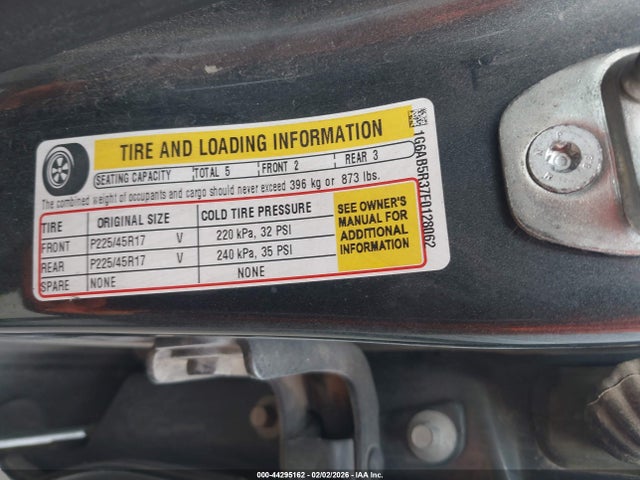 TIRE AND LOADING INFORMATION
SEATING CAPACITY TOTAL 5 FRONT 2 REAR 3
The combined weight of occupants and cargo should never exceed 396 kg or 873 lbs.
TIRE ORIGINAL SIZE COLD TIRE PRESSURE
FRONT P225/45R17 V 220 kPa, 32 PSI
REAR P225/45R17 V 240 kPa, 35 PSI
SPARE NONE NONE
SEE OWNER'S
MANUAL FOR
ADDITIONAL
INFORMATION
1G6AB5R37E0128062
000-44295162 - 02/02/2026 - IAAI.com, Inc.